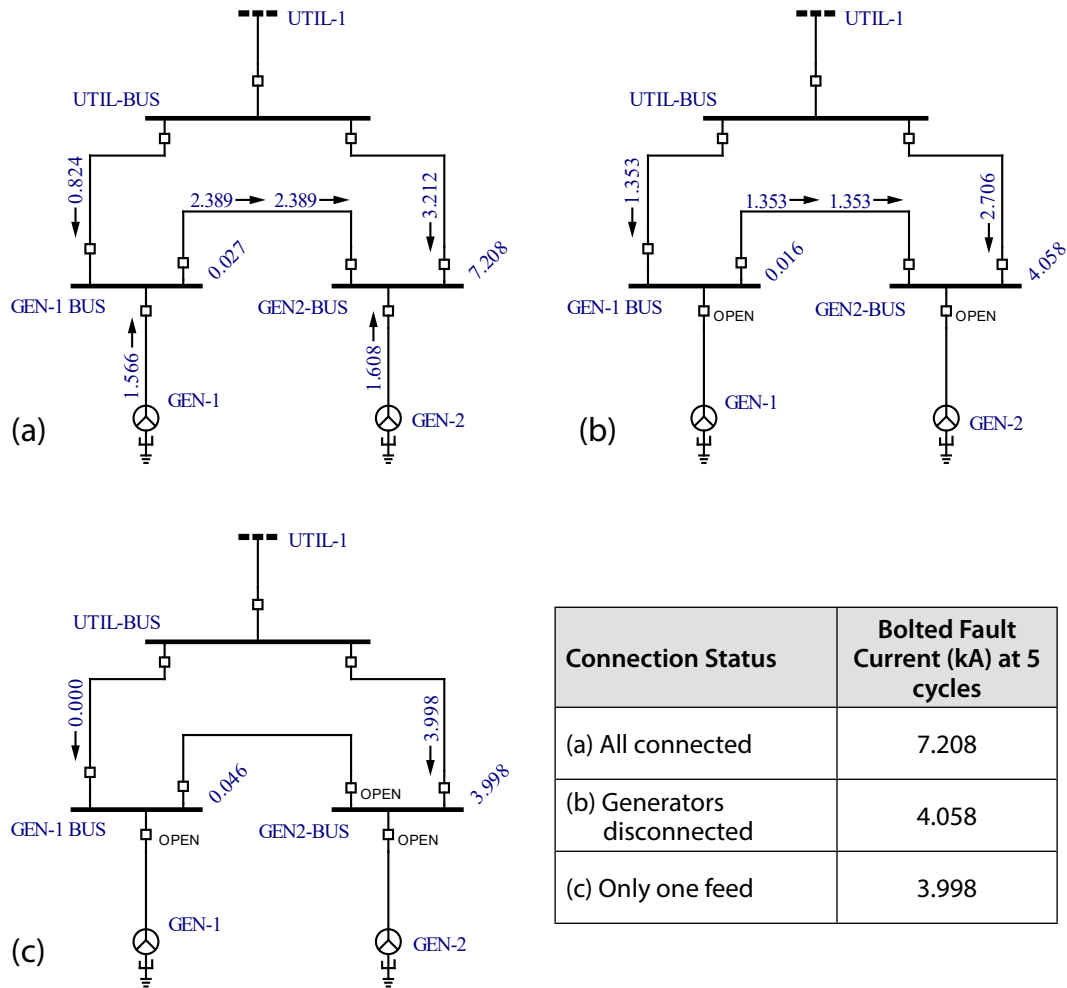 UTIL-1
UTIL-BUS
0.824
2.389 2.389
3.212
0.027
7.208
GEN-1 BUS
GEN2-BUS
1.566
1.608
GEN-1
GEN-2
(a)
UTIL-1
UTIL-BUS
1.353
1.353 1.353
2.706
0.016
4.058
GEN-1 BUS
GEN2-BUS
OPEN
OPEN
GEN-1
GEN-2
(b)
UTIL-1
UTIL-BUS
0.000
3.998
0.046
3.998
OPEN
GEN-1 BUS
GEN2-BUS
OPEN
OPEN
GEN-1
GEN-2
(c)
Connection Status
Bolted Fault
Current (kA) at 5
cycles
(a) All connected
7.208
(b) Generators
disconnected
4.058
(c) Only one feed
3.998